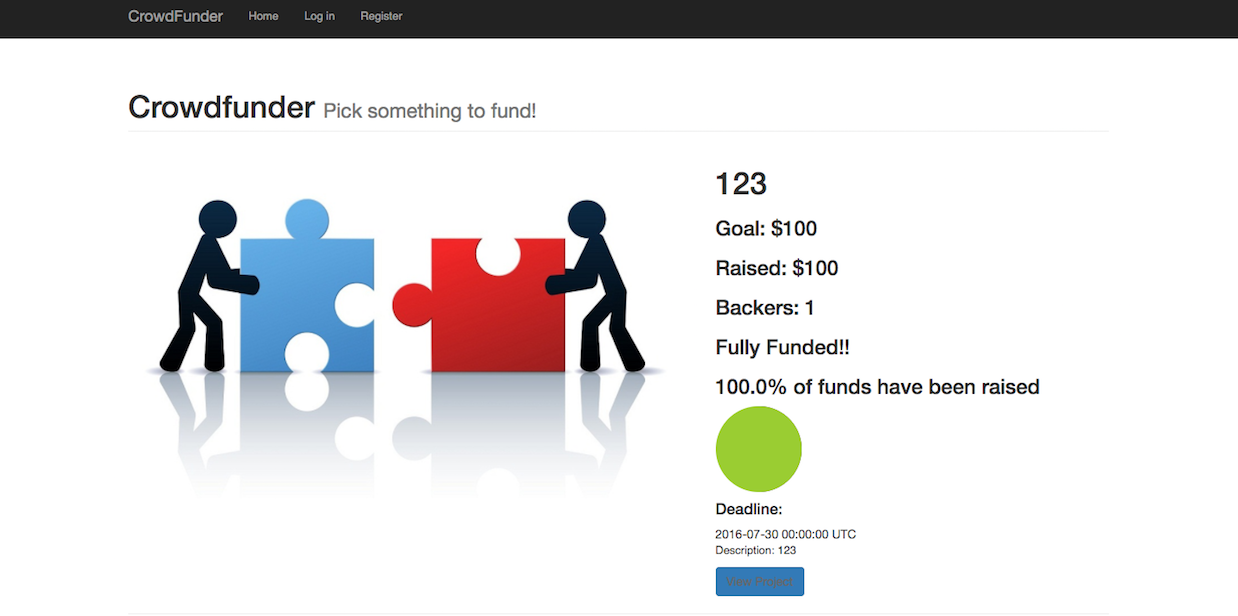 CrowdFunder Home Log in Register
Crowdfunder Pick something to fund!
123
Goal: $100
Raised: $100
Backers: 1
Fully Funded!!
100.0% of funds have been raised
Deadline:
2016-07-30 00:00:00 UTC
Description: 123
View Project